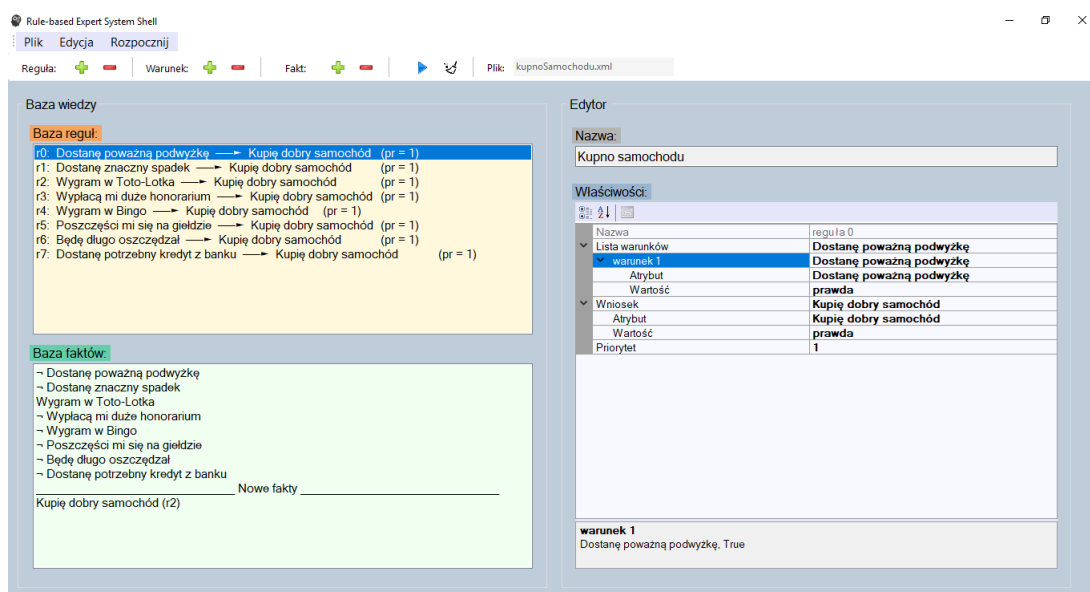 Rule-based Expert System Shell
Plik Edycja Rozpocznij
Reguła: Warunek: Fakt: Plik: kupnoSamochodu.xml
Baza wiedzy
Baza reguł:
r0: Dostanę poważną podwyżkę ──► Kupię dobry samochód (pr = 1)
r1: Dostanę znaczny spadek ──► Kupię dobry samochód (pr = 1)
r2: Wygram w Toto-Lotka ──► Kupię dobry samochód (pr = 1)
r3: Wypłacą mi duże honorarium ──► Kupię dobry samochód (pr = 1)
r4: Wygram w Bingo ──► Kupię dobry samochód (pr = 1)
r5: Poszczęści mi się na giełdzie ──► Kupię dobry samochód (pr = 1)
r6: Będę długo oszczędzał ──► Kupię dobry samochód (pr = 1)
r7: Dostanę potrzebny kredyt z banku ──► Kupię dobry samochód (pr = 1)
Baza faktów:
¬ Dostanę poważną podwyżkę
¬ Dostanę znaczny spadek
Wygram w Toto-Lotka
¬ Wypłacą mi duże honorarium
¬ Wygram w Bingo
¬ Poszczęści mi się na giełdzie
¬ Będę długo oszczędzał
¬ Dostanę potrzebny kredyt z banku
Nowe fakty
Kupię dobry samochód (r2)
Edytor
Nazwa:
Kupno samochodu
Właściwości:
Nazwa reguła 0
Lista warunków Dostanę poważną podwyżkę
warunek 1 Dostanę poważną podwyżkę
Atrybut Dostanę poważną podwyżkę
Wartość prawda
Wniosek Kupię dobry samochód
Atrybut Kupię dobry samochód
Wartość prawda
Priorytet 1
warunek 1
Dostanę poważną podwyżkę, True